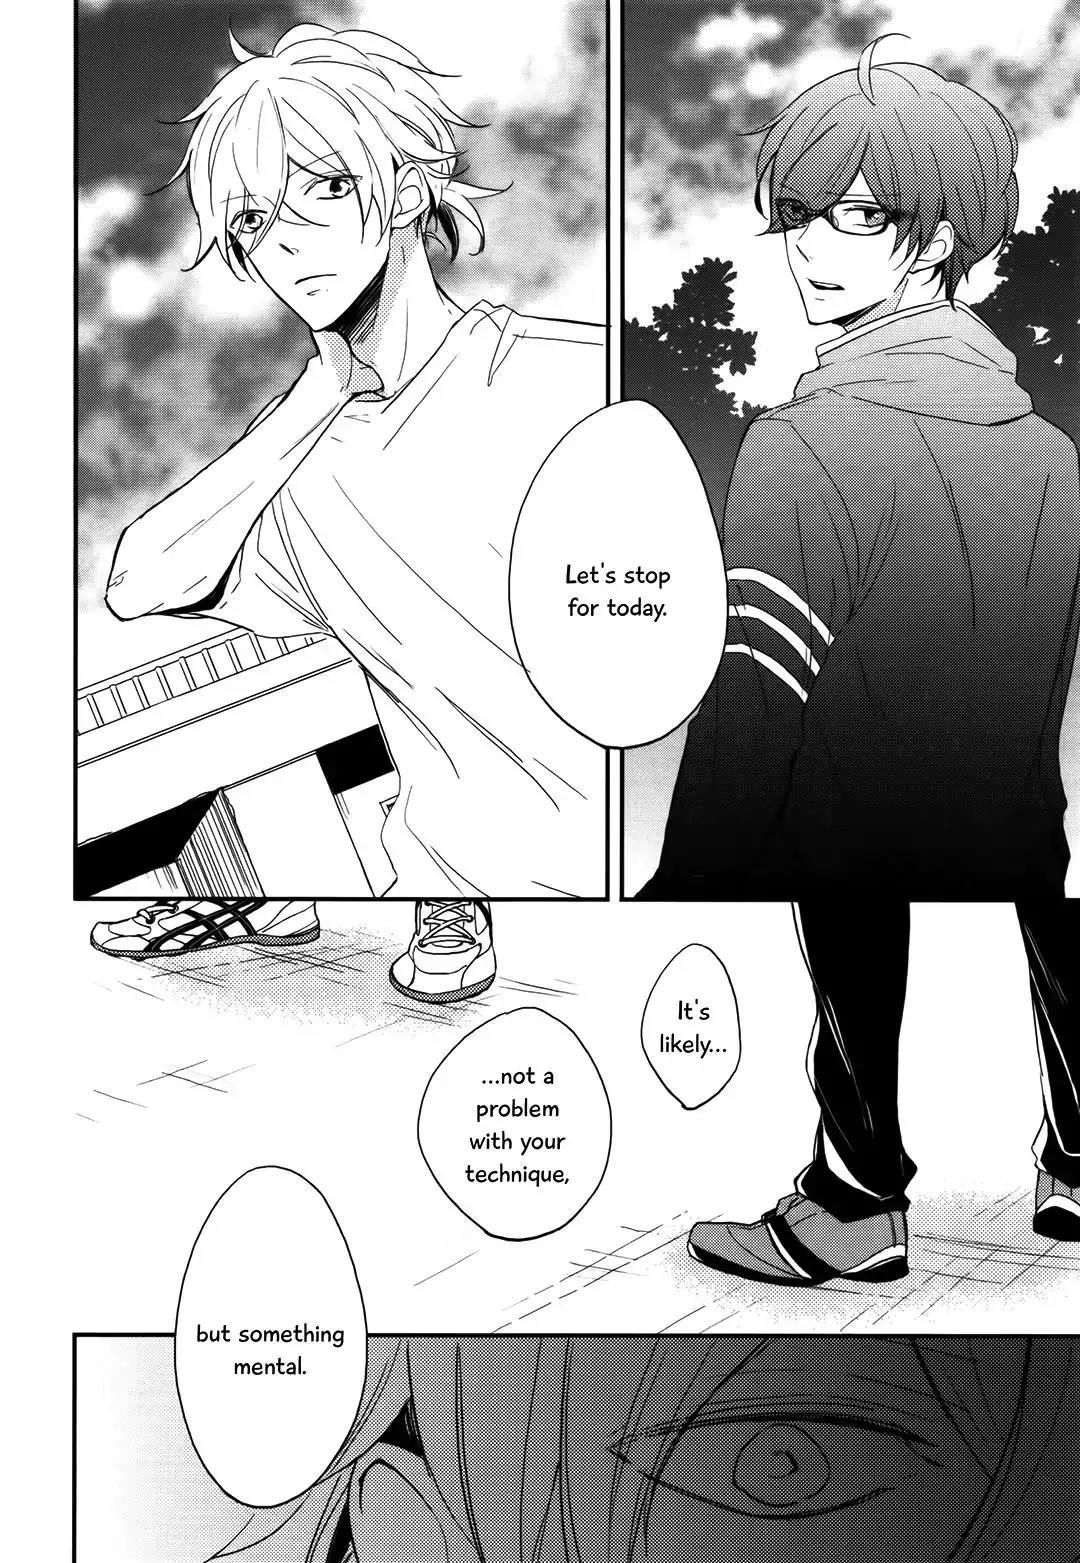 Let's stop
for today.
It's
likely...
...not a
problem
with your
technique,
but something
mental.